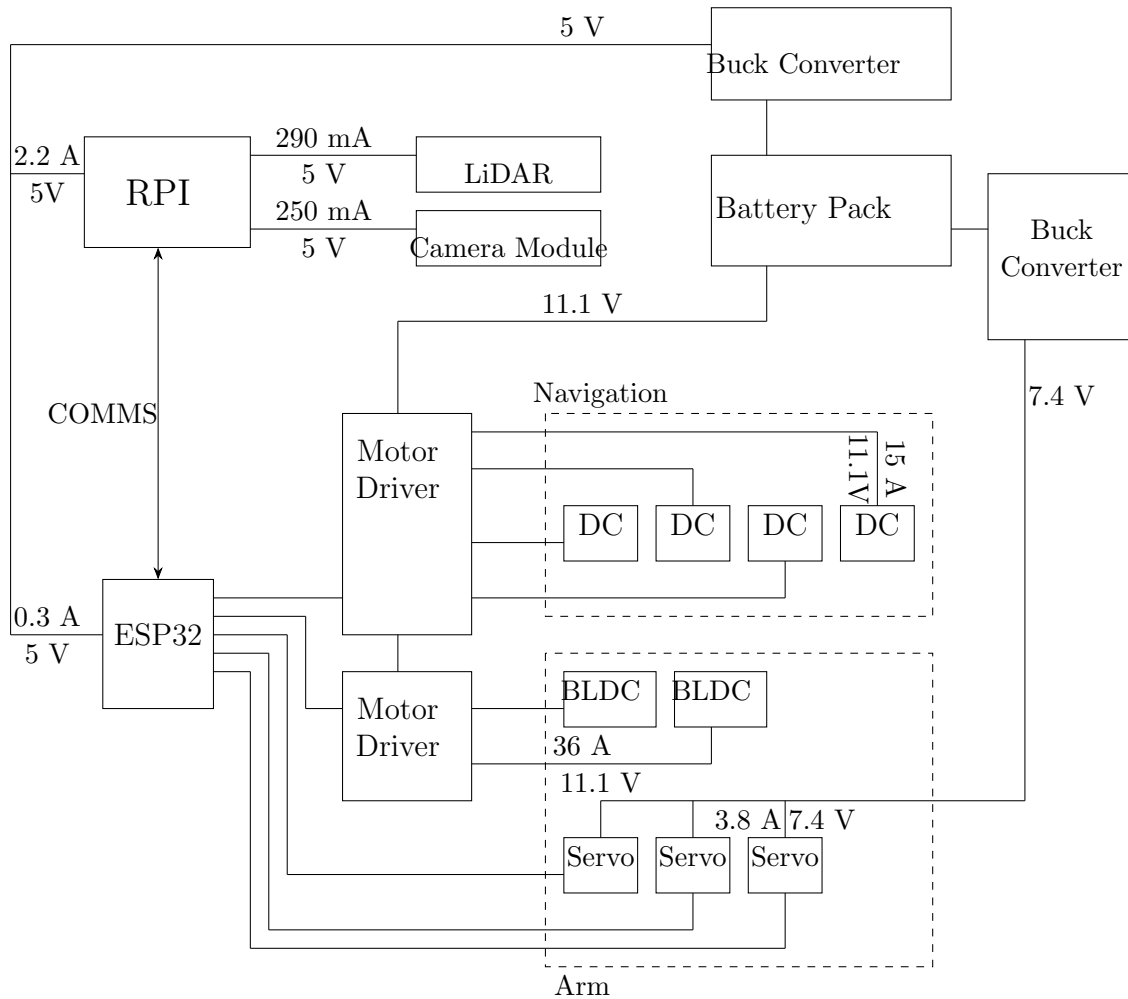 5 V
Buck Converter
2.2 A
5V
RPI
290 mA
5 V
LiDAR
250 mA
5 V
Camera Module
Battery Pack
Buck
Converter
11.1 V
7.4 V
COMMS
Navigation
Motor
Driver
15 A
11.1V
DC
DC
DC
DC
0.3 A
5 V
ESP32
Motor
Driver
BLDC
BLDC
36 A
11.1 V
3.8 A
7.4 V
Servo
Servo
Servo
Arm